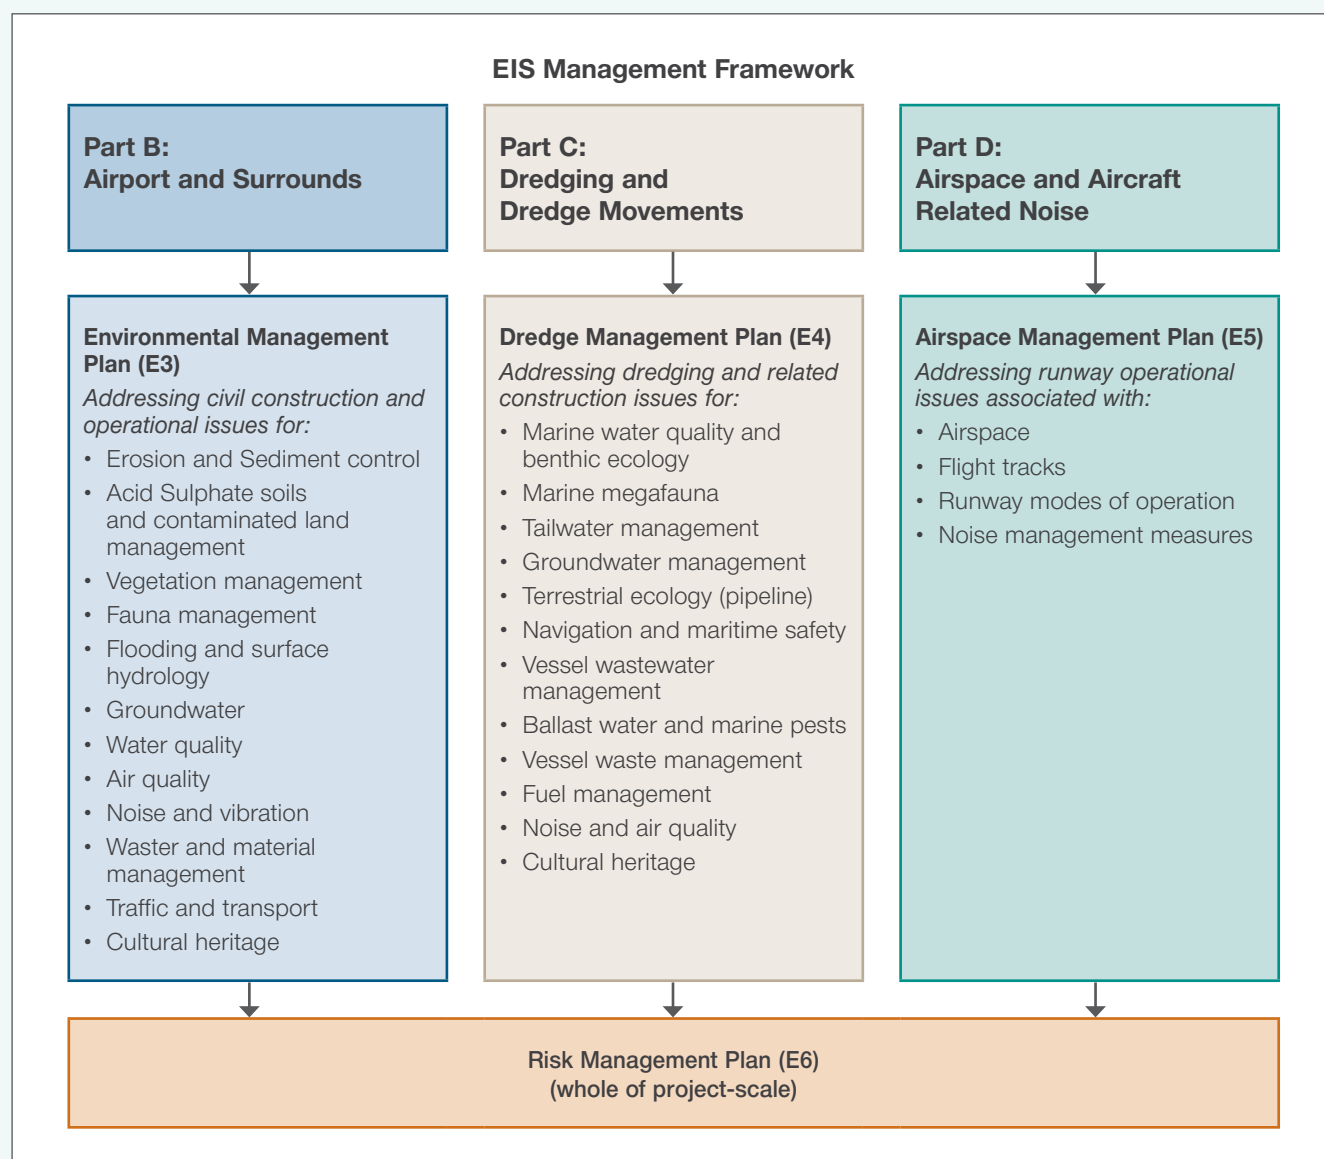 EIS Management Framework
Part B:
Airport and Surrounds
Part C:
Dredging and
Dredge Movements
Part D:
Airspace and Aircraft
Related Noise
Environmental Management
Plan (E3)
Addressing civil construction and
operational issues for:
• Erosion and Sediment control
• Acid Sulphate soils
and contaminated land
management
• Vegetation management
• Fauna management
• Flooding and surface
hydrology
• Groundwater
• Water quality
• Air quality
• Noise and vibration
• Waster and material
management
• Traffic and transport
• Cultural heritage
Dredge Management Plan (E4)
Addressing dredging and related
construction issues for:
• Marine water quality and
benthic ecology
• Marine megafauna
• Tailwater management
• Groundwater management
• Terrestrial ecology (pipeline)
• Navigation and maritime safety
• Vessel wastewater
management
• Ballast water and marine pests
• Vessel waste management
• Fuel management
• Noise and air quality
• Cultural heritage
Airspace Management Plan (E5)
Addressing runway operational
issues associated with:
• Airspace
• Flight tracks
• Runway modes of operation
• Noise management measures
Risk Management Plan (E6)
(whole of project-scale)